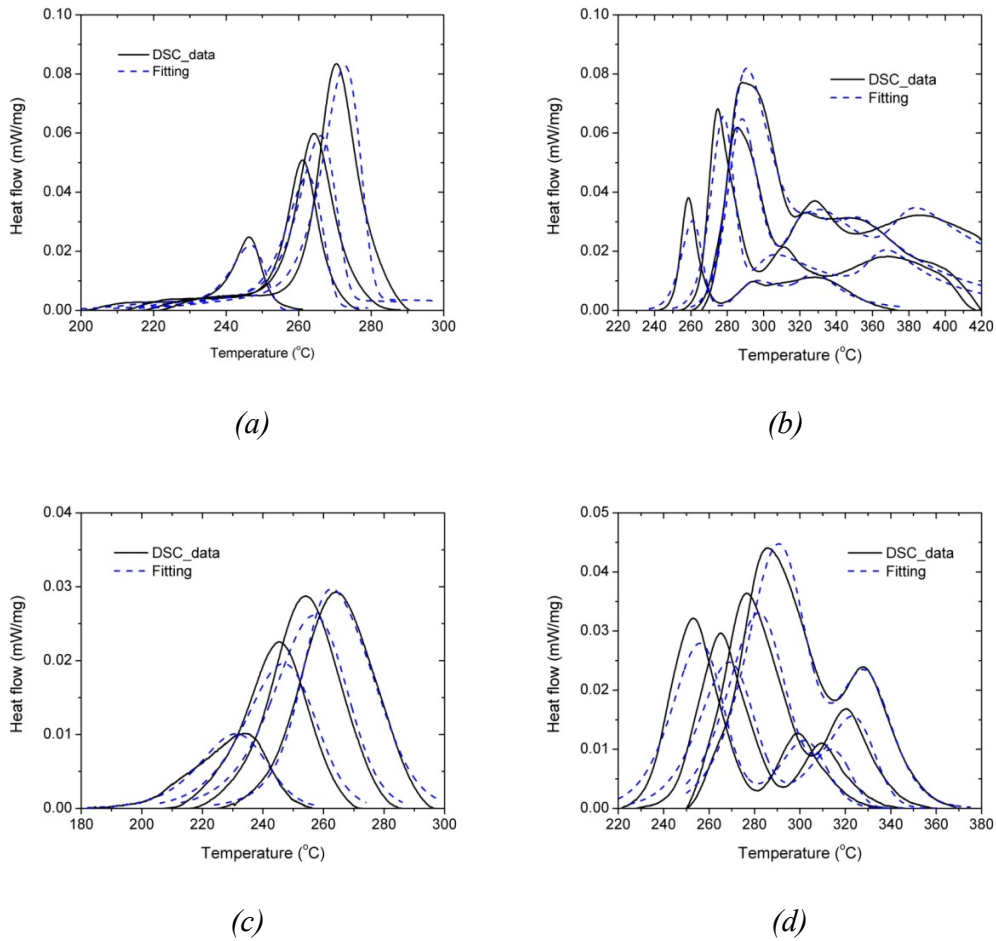 0.10
0.08
0.06
0.04
0.02
0.00
Heat flow (mW/mg)
DSC_data
Fitting
200 220 240 260 280 300
Temperature (°C)
(a)
0.10
0.08
0.06
0.04
0.02
0.00
Heat flow (mW/mg)
DSC_data
Fitting
220 240 260 280 300 320 340 360 380 400 420
Temperature (°C)
(b)
0.04
0.03
0.02
0.01
0.00
Heat flow (mW/mg)
DSC_data
Fitting
180 200 220 240 260 280 300
Temperature (°C)
(c)
0.05
0.04
0.03
0.02
0.01
0.00
Heat flow (mW/mg)
DSC_data
Fitting
220 240 260 280 300 320 340 360 380
Temperature (°C)
(d)